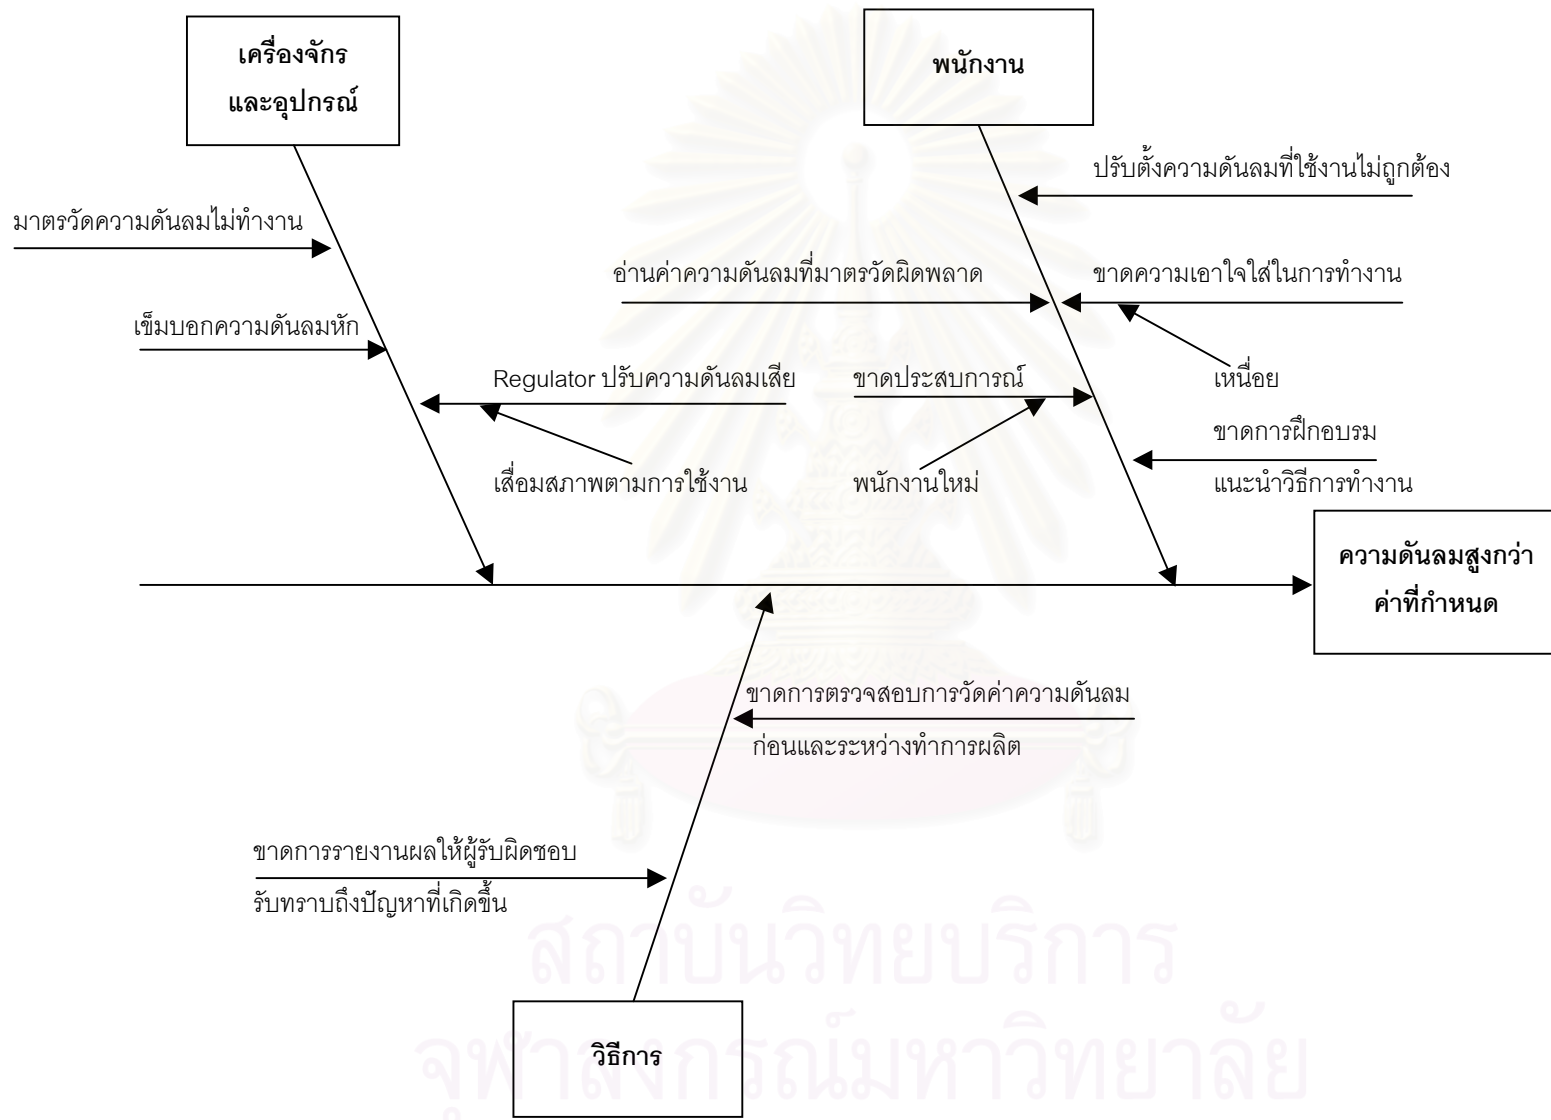 เครื่องจักร
และอุปกรณ์
พนักงาน
ปรับตั้งความดันลมที่ใช้งานไม่ถูกต้อง
มาตรวัดความดันลมไม่ทำงาน
อ่านค่าความดันลมที่มาตรวัดผิดพลาด
ขาดความเอาใจใส่ในการทำงาน
เข็มบอกความดันลมหัก
Regulator ปรับความดันลมเสีย
ขาดประสบการณ์
เหนื่อย
ขาดการฝึกอบรม
แนะนำวิธีการทำงาน
เสื่อมสภาพตามการใช้งาน
พนักงานใหม่
ความดันลมสูงกว่า
ค่าที่กำหนด
ขาดการตรวจสอบการวัดค่าความดันลม
ก่อนและระหว่างทำการผลิต
ขาดการรายงานผลให้ผู้รับผิดชอบ
รับทราบถึงปัญหาที่เกิดขึ้น
สถาบันวิทยบริการ
จุฬาลงกรณ์มหาวิทยาลัย
วิธีการ